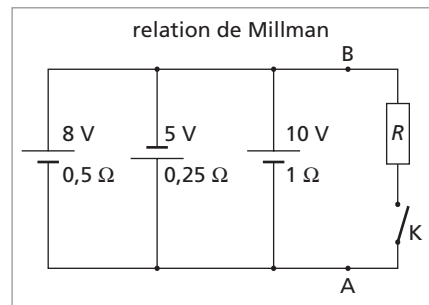 relation de Millman
B
8 V
5 V
10 V
R
0,5 Ω
0,25 Ω
1 Ω
K
A